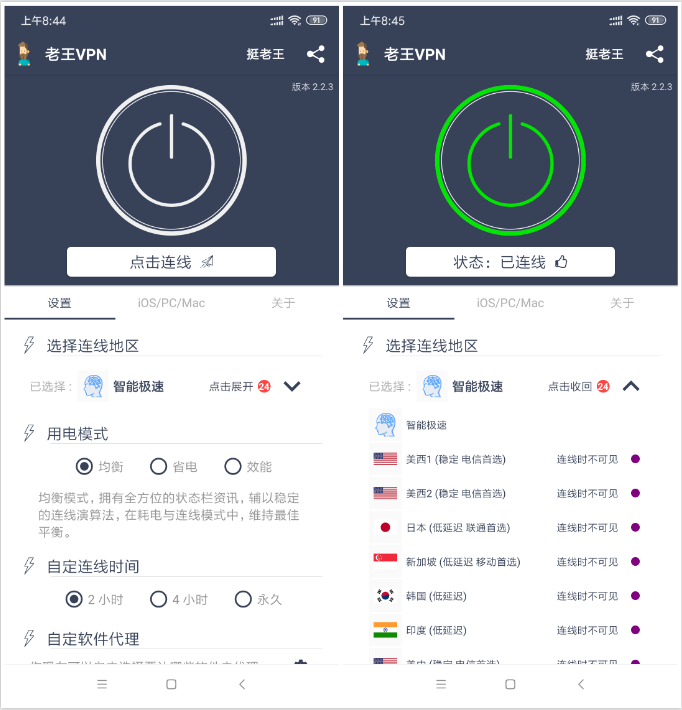 上午8:44
91
老王VPN
挺老王
版本 2.2.3
点击连线
设置
iOS/PC/Mac
关于
选择连线地区
已选择 :
智能极速
点击展开
24
用电模式
均衡
省电
效能
均衡模式, 拥有全方位的状态栏资讯, 辅以稳定
的连线演算法, 在耗电与连线模式中, 维持最佳
平衡。
自定连线时间
2 小时
4 小时
永久
自定软件代理
上午8:45
91
老王VPN
挺老王
版本 2.2.3
状态：已连线
设置
iOS/PC/Mac
关于
选择连线地区
已选择 :
智能极速
点击收回
24
智能极速
美西1 (稳定 电信首选)
连线时不可见
美西2 (稳定 电信首选)
连线时不可见
日本 (低延迟 联通首选)
连线时不可见
新加坡 (低延迟 移动首选)
连线时不可见
韩国 (低延迟)
连线时不可见
印度 (低延迟)
连线时不可见
美中 (稳定 电信首选)
连线时不可见